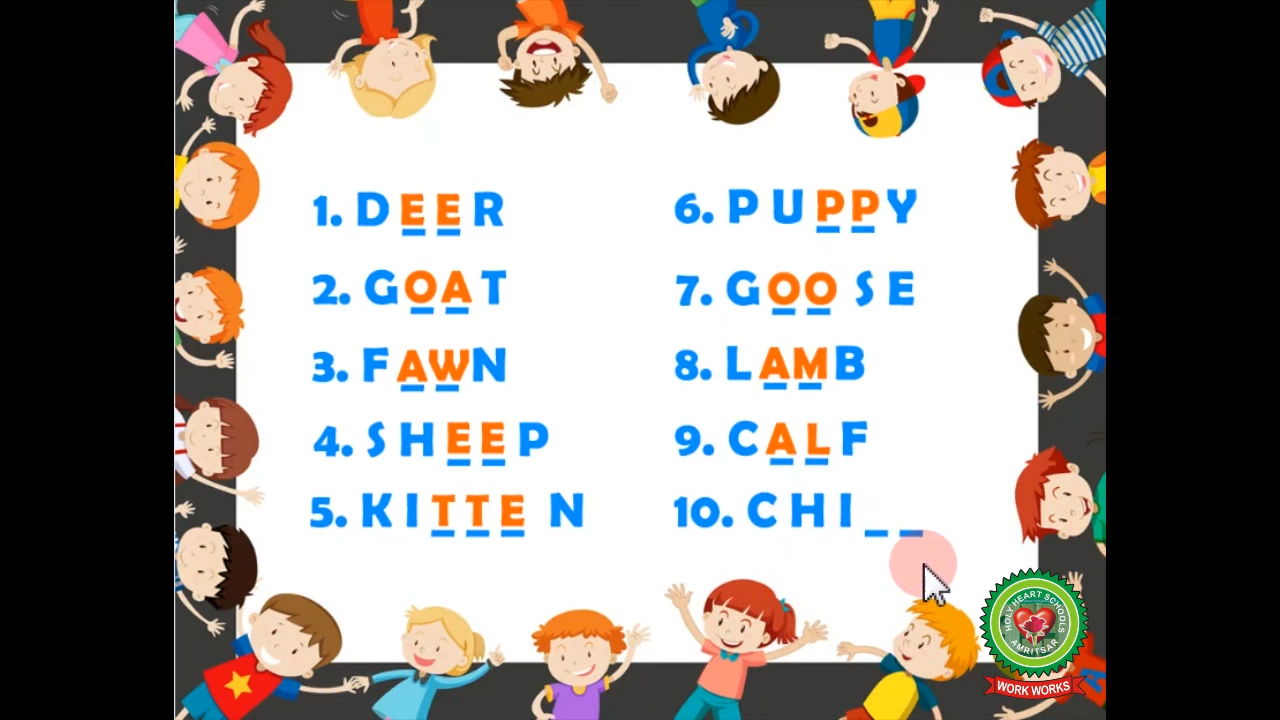 1. DEER
2. GOAT
3. FAWN
4. SHEEP
5. KITTEN
6. PUPPY
7. GOOSE
8. LAMB
9. CALF
10. CHI_ _
HOLY HEART SCHOOLS
AMRITSAR
WORK WORKS